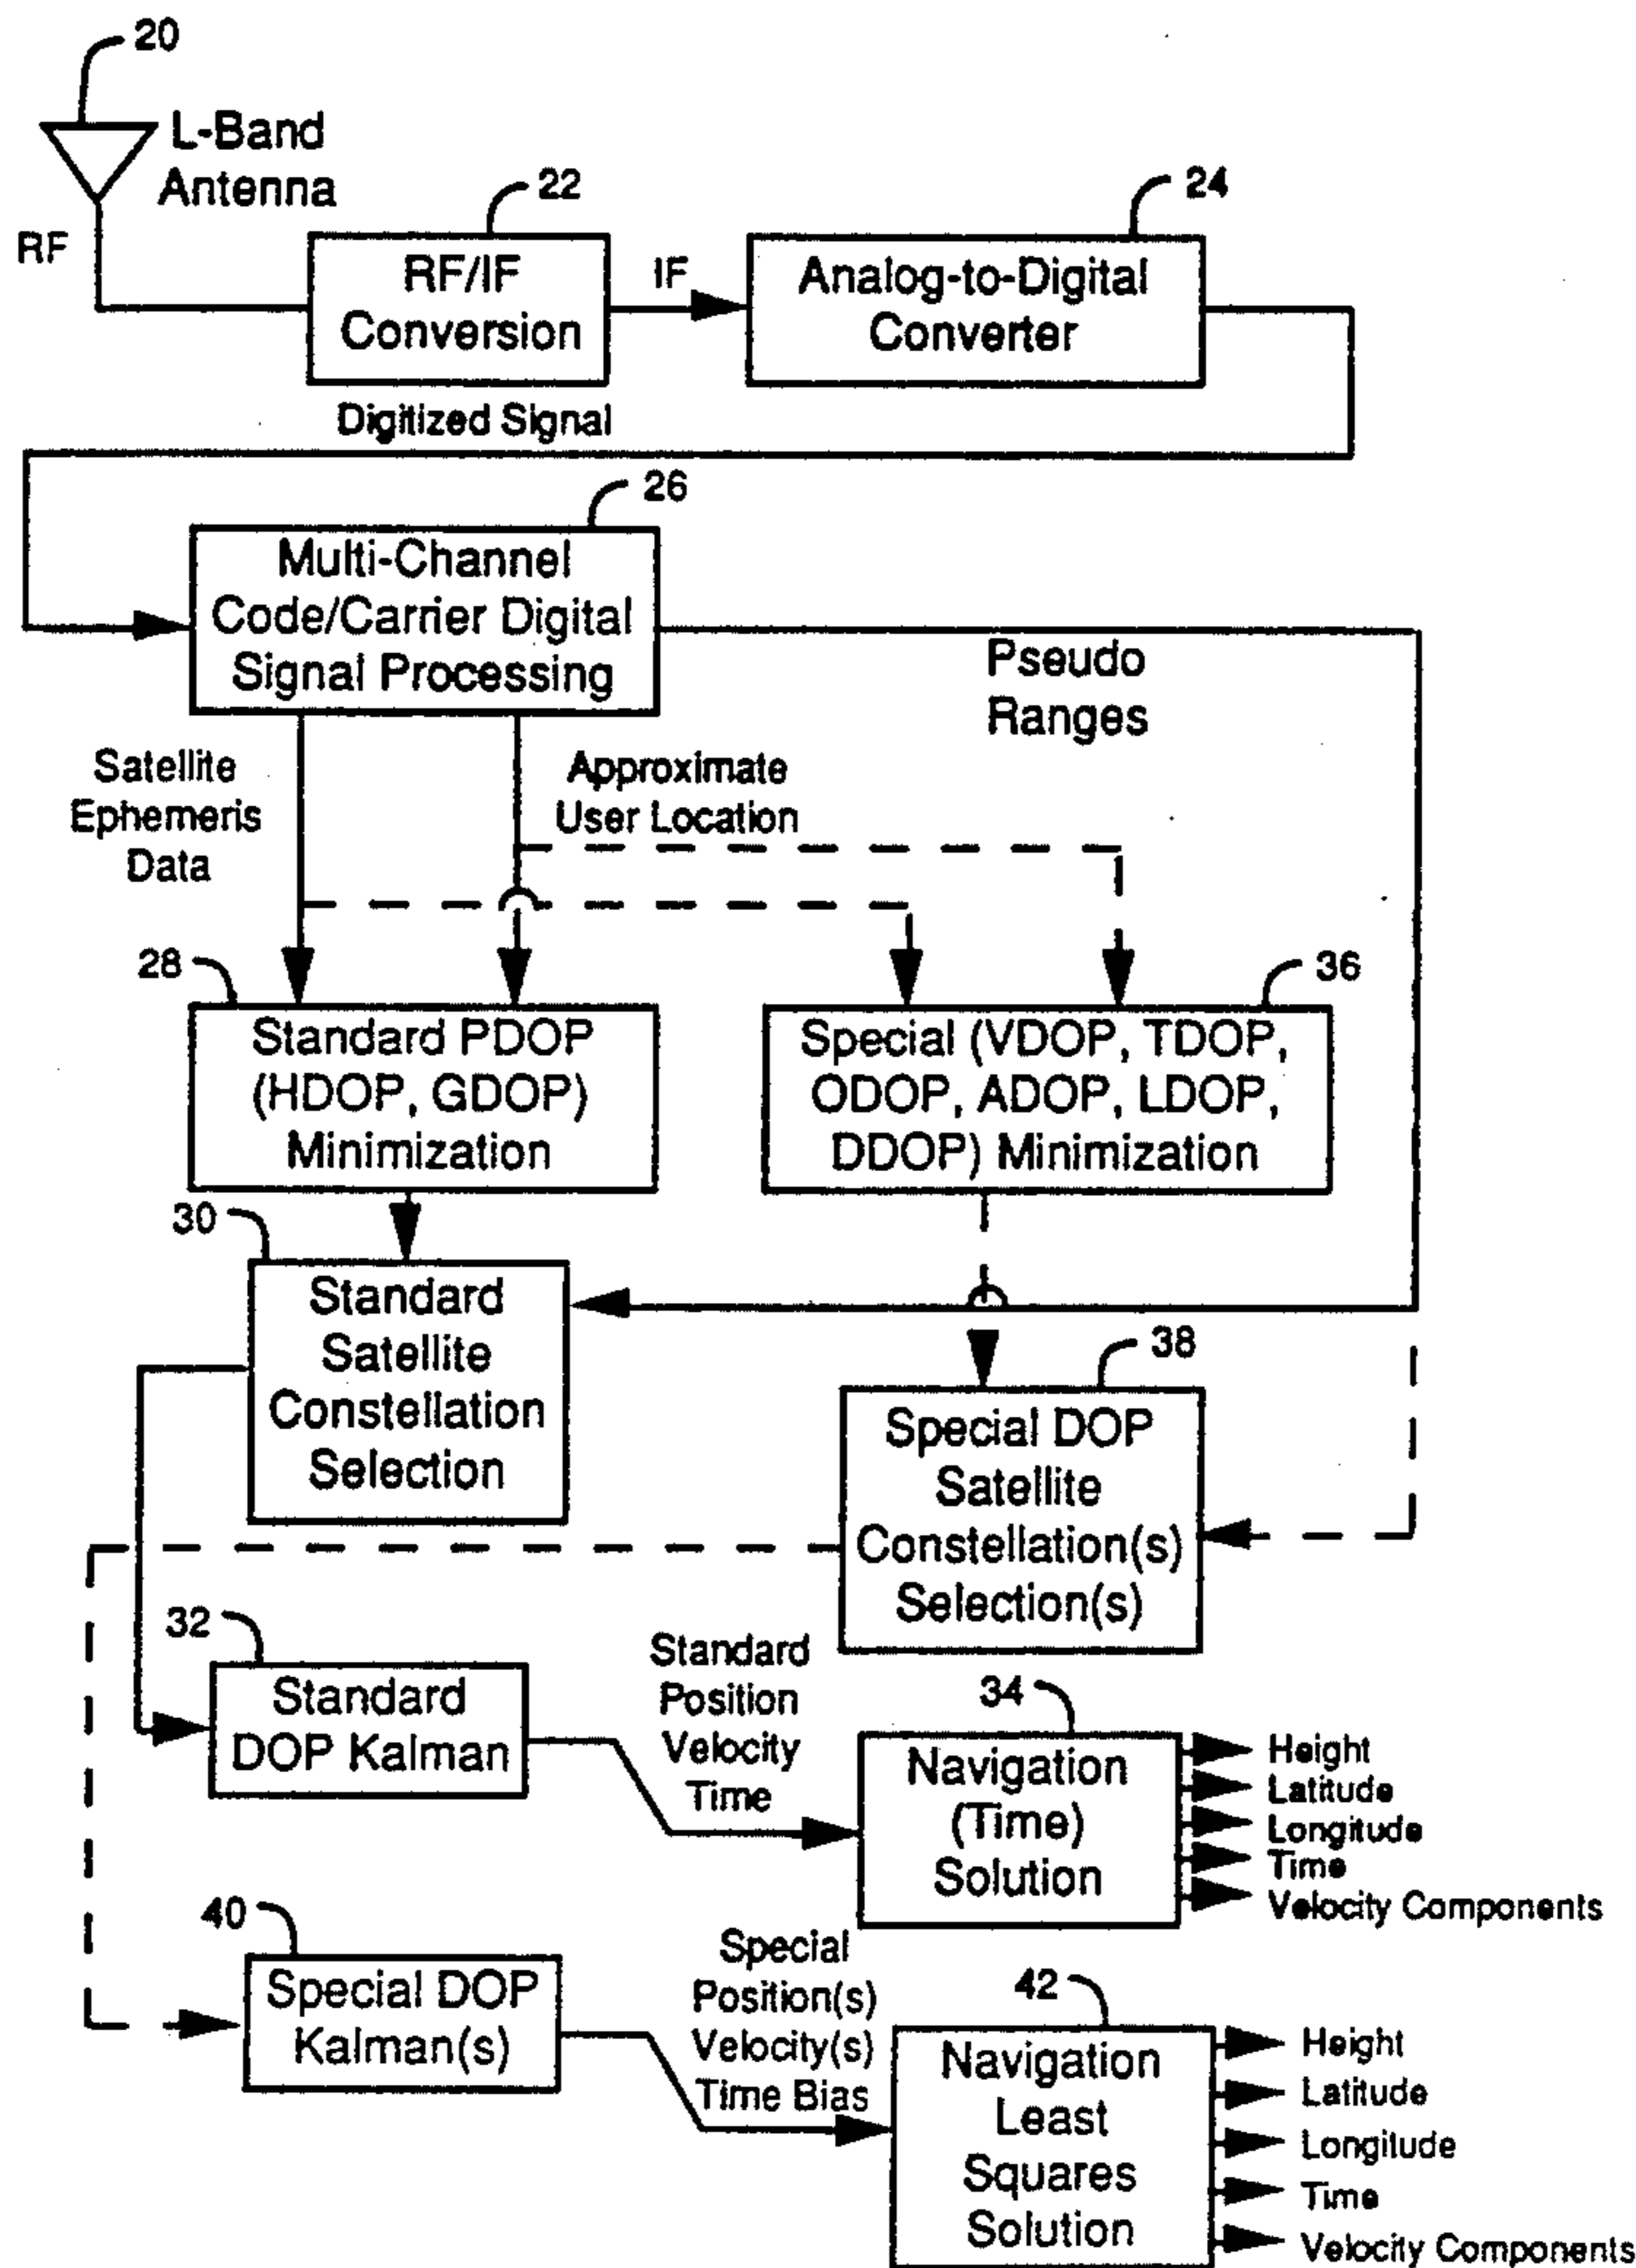 20
L-Band
Antenna
RF
22
RF/IF
Conversion
IF
24
Analog-to-Digital
Converter
Digitized Signal
26
Multi-Channel
Code/Carrier Digital
Signal Processing
Pseudo
Ranges
Satellite
Ephemeris
Data
Approximate
User Location
28
Standard PDOP
(HDOP, GDOP)
Minimization
36
Special (VDOP, TDOP,
ODOP, ADOP, LDOP,
DDOP) Minimization
30
Standard
Satellite
Constellation
Selection
38
Special DOP
Satellite
Constellation(s)
Selection(s)
32
Standard
DOP Kalman
Standard
Position
Velocity
Time
34
Navigation
(Time)
Solution
Height
Latitude
Longitude
Time
Velocity Components
40
Special DOP
Kalman(s)
Special
Position(s)
Velocity(s)
Time Bias
42
Navigation
Least
Squares
Solution
Height
Latitude
Longitude
Time
Velocity Components